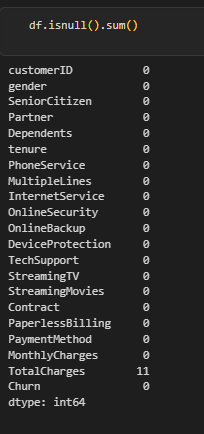 df.isnull().sum()
customerID 0
gender 0
SeniorCitizen 0
Partner 0
Dependents 0
tenure 0
PhoneService 0
MultipleLines 0
InternetService 0
OnlineSecurity 0
OnlineBackup 0
DeviceProtection 0
TechSupport 0
StreamingTV 0
StreamingMovies 0
Contract 0
PaperlessBilling 0
PaymentMethod 0
MonthlyCharges 0
TotalCharges 11
Churn 0
dtype: int64